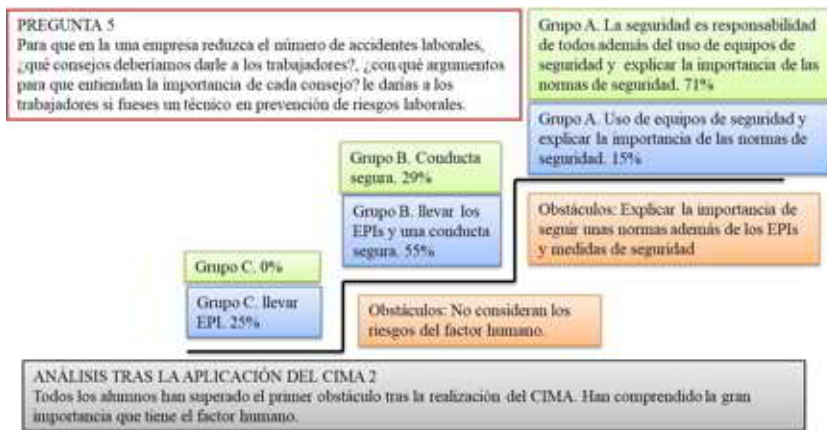 PREGUNTA 5
Para que en la una empresa reduzca el número de accidentes laborales,
¿qué consejos deberíamos darle a los trabajadores?, ¿con qué argumentos
para que entiendan la importancia de cada consejo? le darías a los
trabajadores si fueses un técnico en prevención de riesgos laborales.
Grupo A. La seguridad es responsabilidad
de todos además del uso de equipos de
seguridad y explicar la importancia de las
normas de seguridad. 71%
Grupo A. Uso de equipos de seguridad y
explicar la importancia de las normas de
seguridad. 15%
Grupo B. Conducta
segura. 29%
Grupo B. llevar los
EPIs y una conducta
segura. 55%
Obstáculos: Explicar la importancia de
seguir unas normas además de los EPIs
y medidas de seguridad
Grupo C. 0%
Grupo C. llevar
EPI. 25%
Obstáculos: No consideran los
riesgos del factor humano.
ANÁLISIS TRAS LA APLICACIÓN DEL CIMA 2
Todos los alumnos han superado el primer obstáculo tras la realización del CIMA. Han comprendido la gran
importancia que tiene el factor humano.